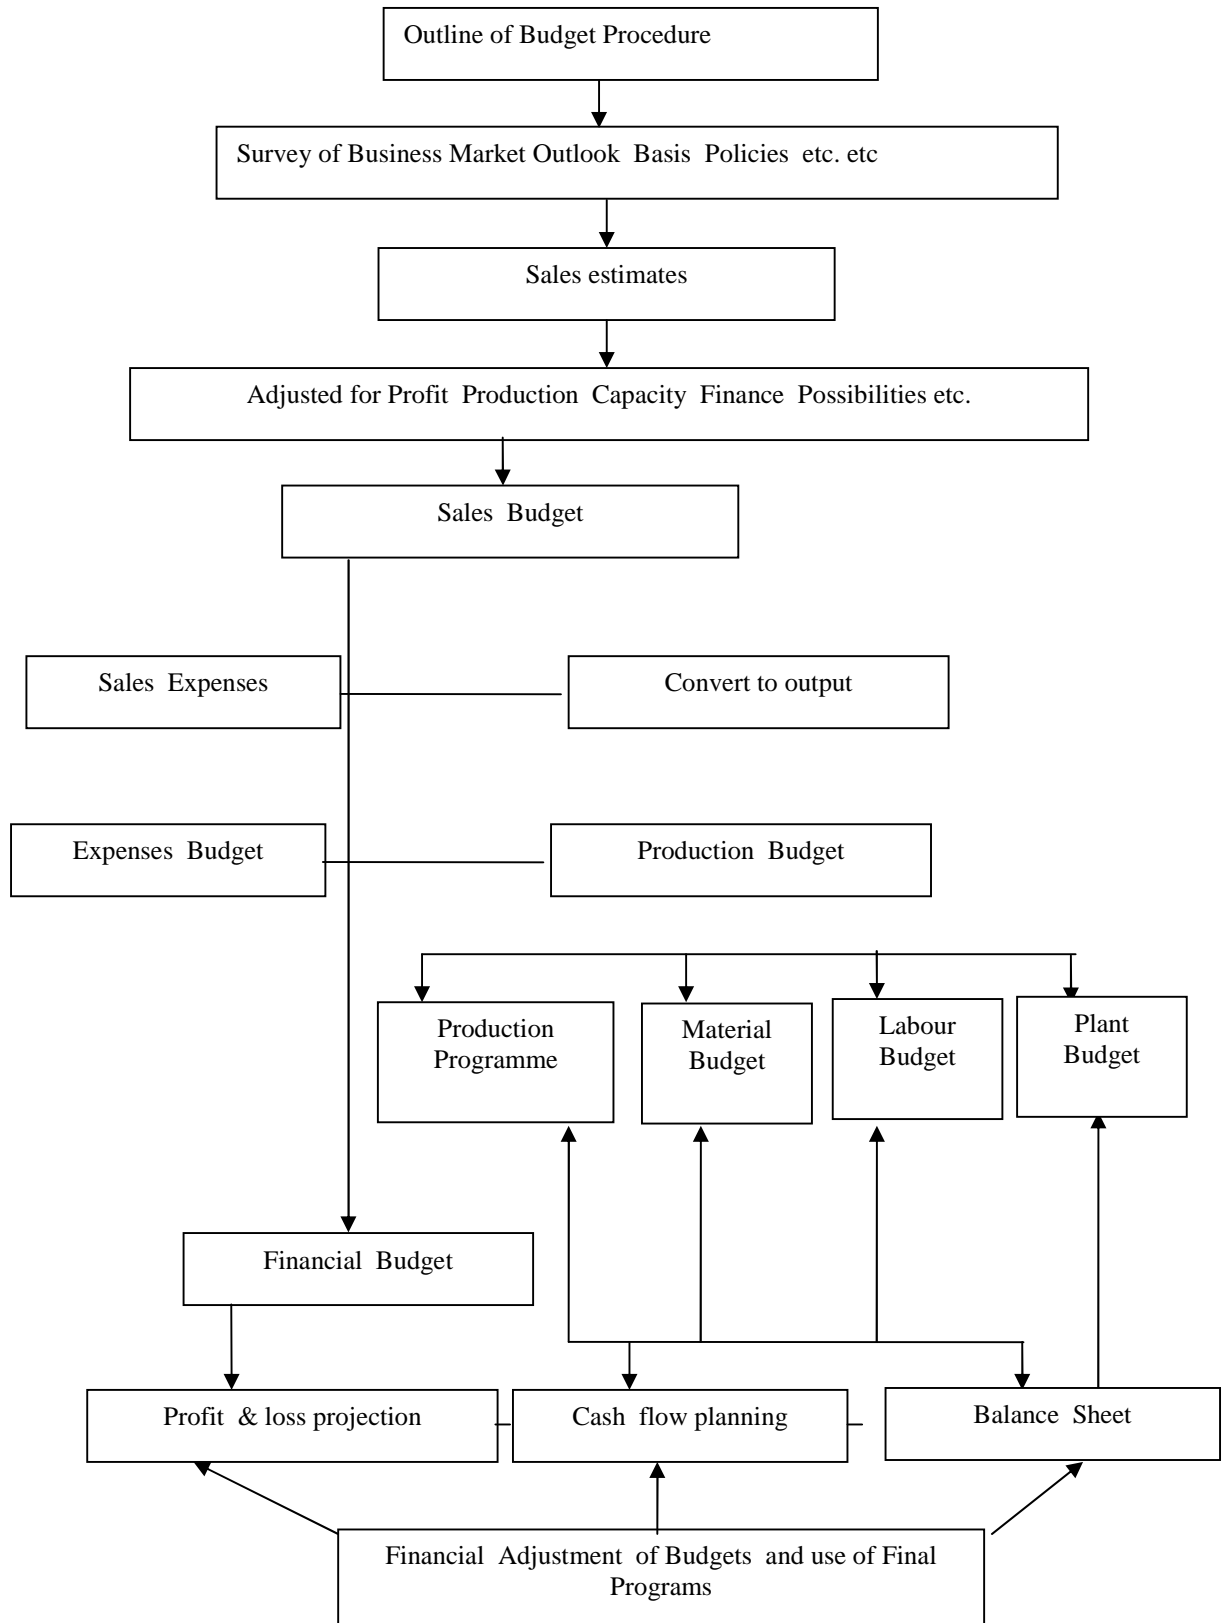 Outline of Budget Procedure
Survey of Business Market Outlook Basis Policies etc. etc
Sales estimates
Adjusted for Profit Production Capacity Finance Possibilities etc.
Sales Budget
Sales Expenses
Convert to output
Expenses Budget
Production Budget
Production
Programme
Material
Budget
Labour
Budget
Plant
Budget
Financial Budget
Profit & loss projection
Cash flow planning
Balance Sheet
Financial Adjustment of Budgets and use of Final
Programs